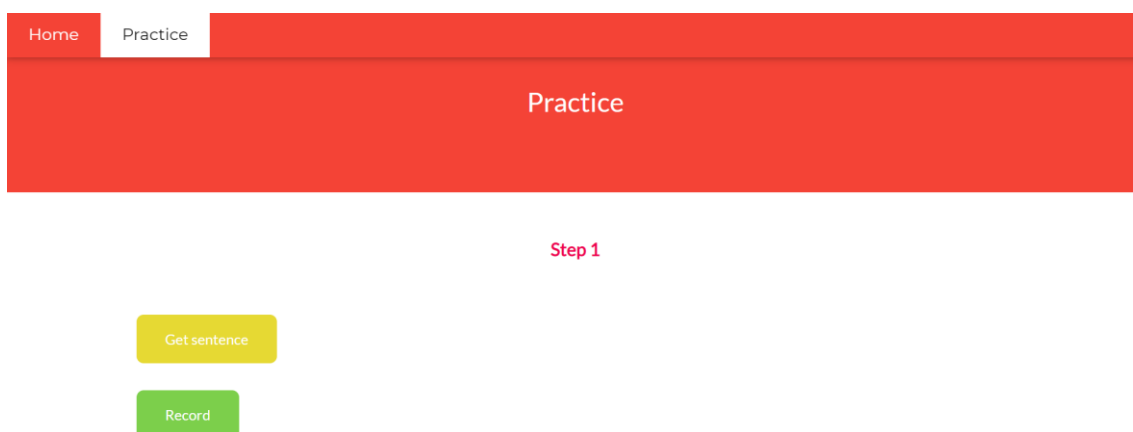 Home Practice
Practice
Step 1
Get sentence
Record